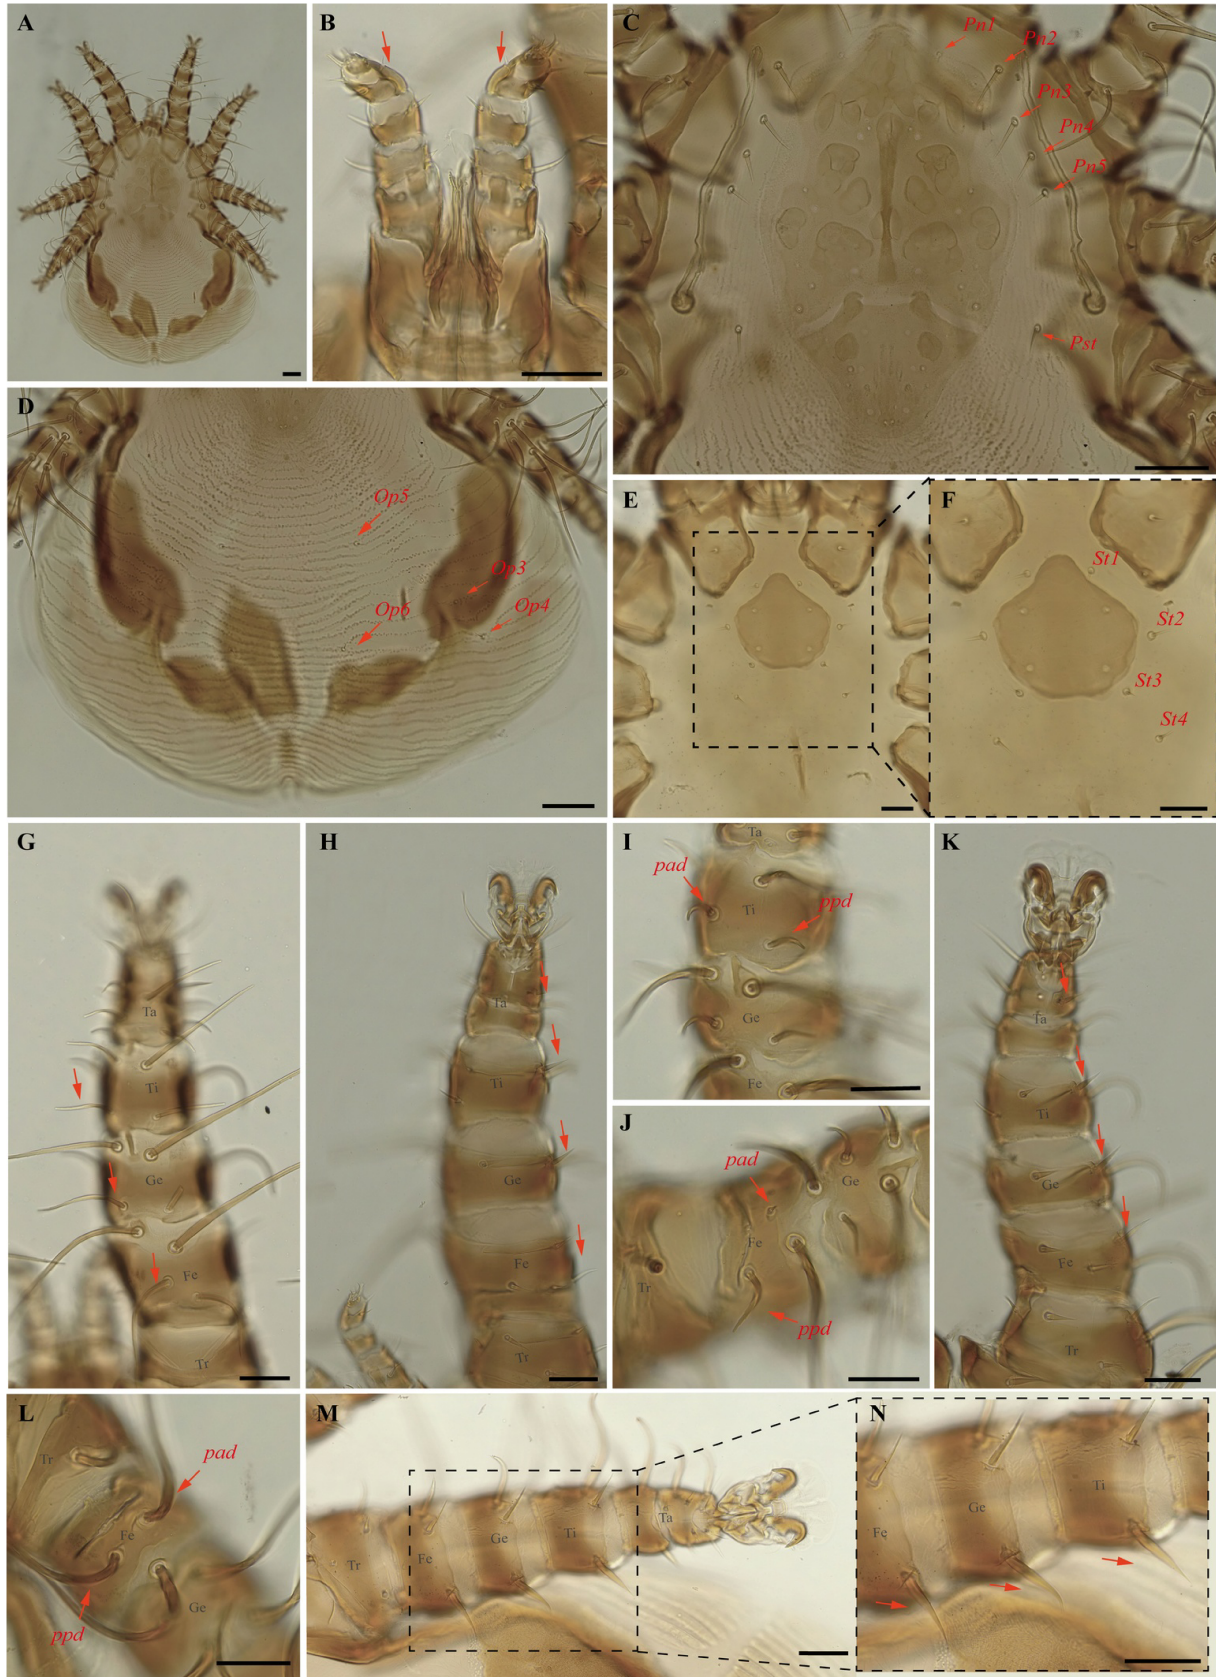 A
B
C
Pn1
Pn2
Pn3
Pn4
Pn5
Pst
D
Op5
Op3
Op4
Op6
E
F
St1
St2
St3
St4
G
Ta
Ti
Ge
Fe
Tr
H
Ta
Ti
Ge
Fe
Tr
I
Ta
pad
Ti
ppd
Ge
Fe
J
pad
Ge
Fe
Tr
ppd
K
Ta
Ti
Ge
Fe
Tr
L
Tr
pad
Fe
ppd
Ge
M
Tr
Fe
Ge
Ti
Ta
N
Fe
Ge
Ti